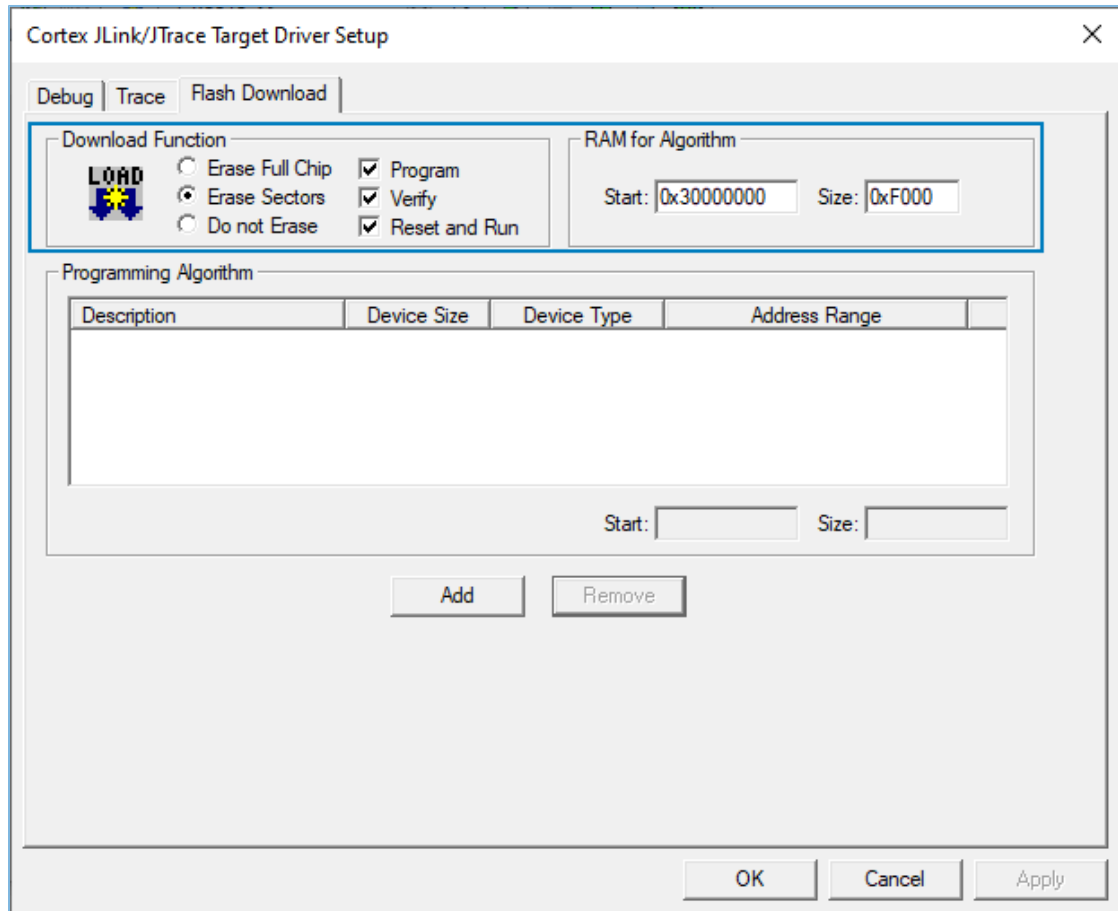 Cortex JLink/JTrace Target Driver Setup
Debug Trace Flash Download
Download Function
LOAD
Erase Full Chip
Erase Sectors
Do not Erase
Program
Verify
Reset and Run
RAM for Algorithm
Start: 0x30000000 Size: 0xF000
Programming Algorithm
Description Device Size Device Type Address Range
Start: Size:
Add Remove
OK Cancel Apply